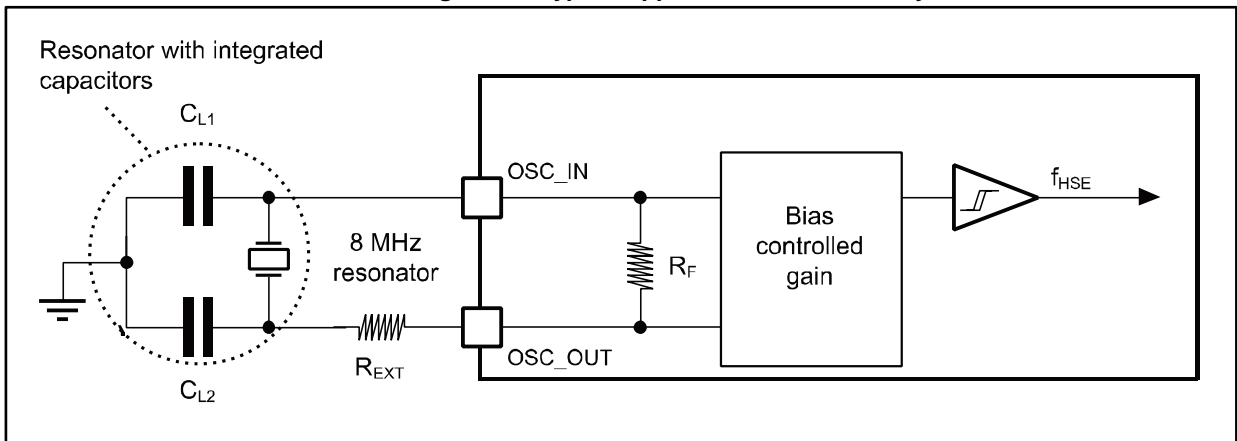 Resonator with integrated
capacitors
CL1
OSC_IN
fHSE
8 MHz
resonator
RF
Bias
controlled
gain
REXT
OSC_OUT
CL2